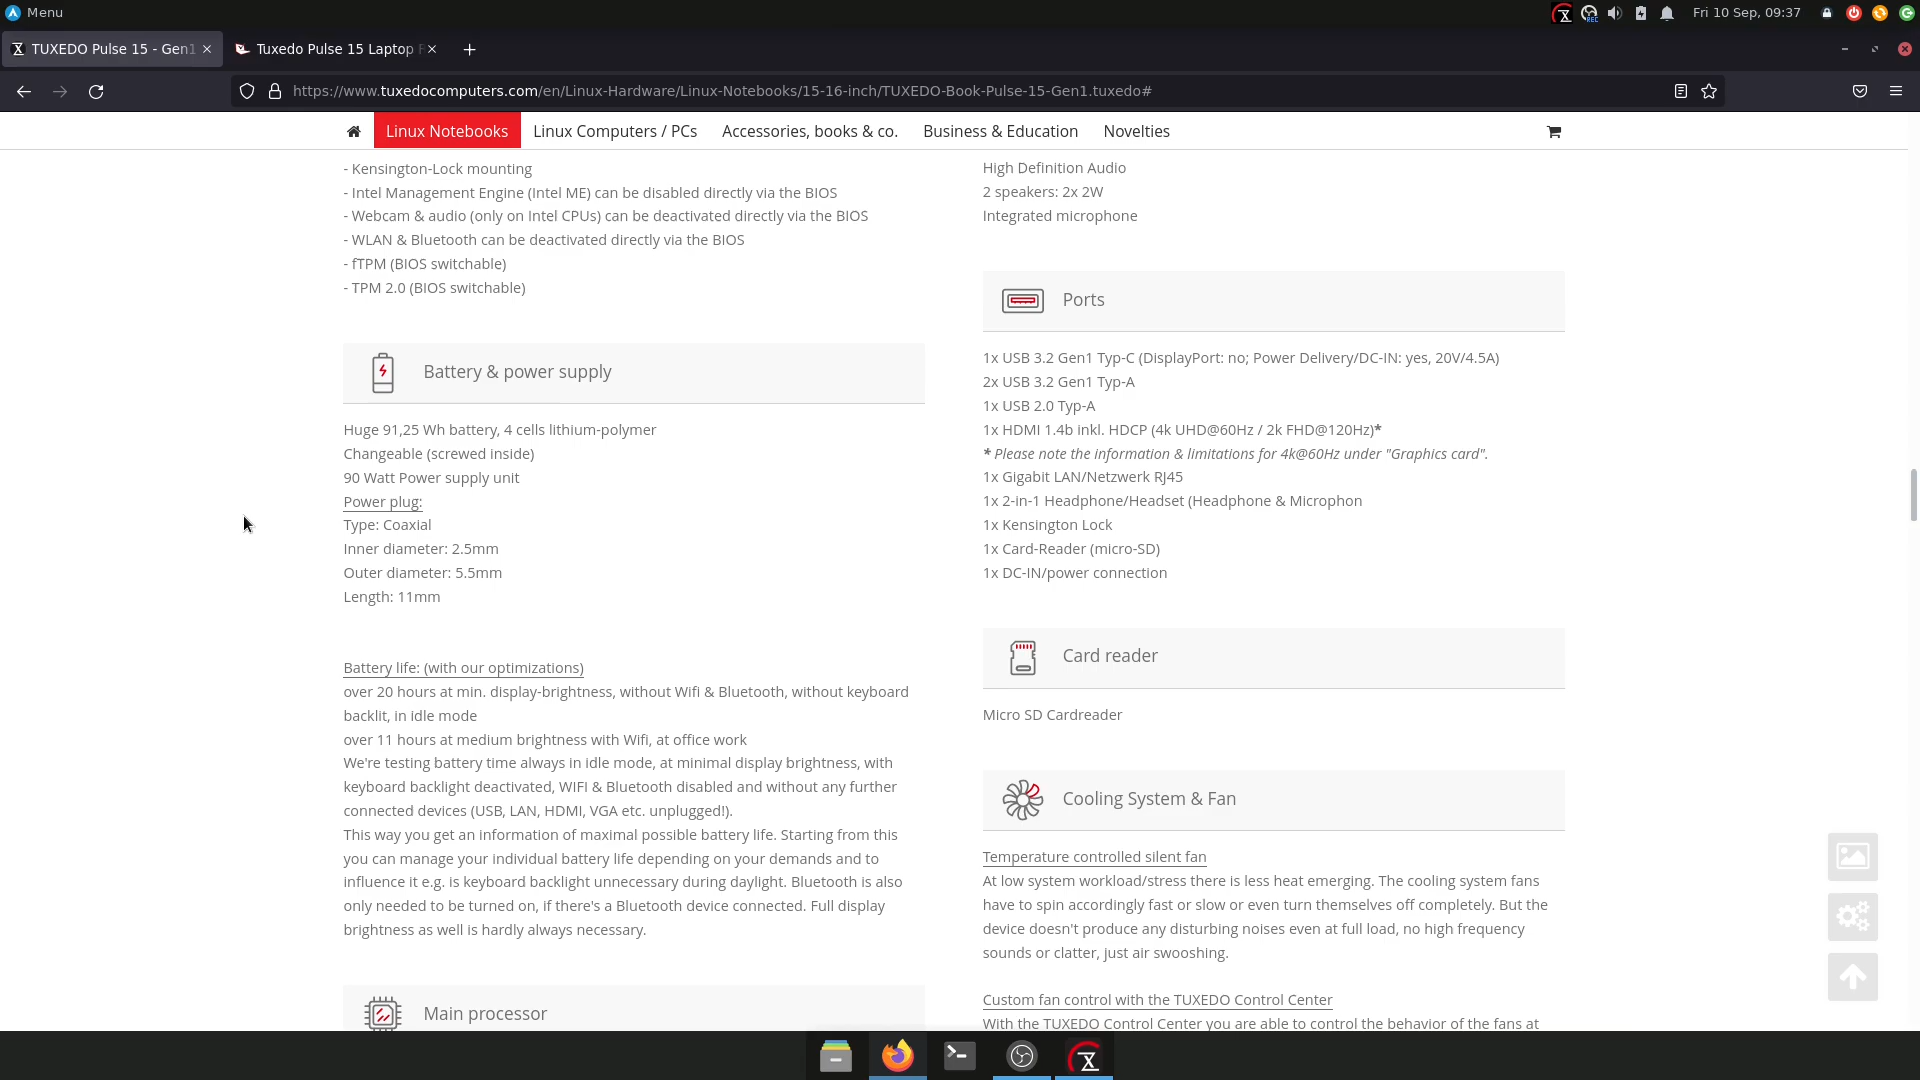 Menu
Fri 10 Sep, 09:37
TUXEDO Pulse 15 - Gen1
Tuxedo Pulse 15 Laptop
https://www.tuxedocomputers.com/en/Linux-Hardware/Linux-Notebooks/15-16-inch/TUXEDO-Book-Pulse-15-Gen1.tuxedo#
Linux Notebooks
Linux Computers / PCs
Accessories, books & co.
Business & Education
Novelties
- Kensington-Lock mounting
- Intel Management Engine (Intel ME) can be disabled directly via the BIOS
- Webcam & audio (only on Intel CPUs) can be deactivated directly via the BIOS
- WLAN & Bluetooth can be deactivated directly via the BIOS
- fTPM (BIOS switchable)
- TPM 2.0 (BIOS switchable)
Battery & power supply
Huge 91,25 Wh battery, 4 cells lithium-polymer
Changeable (screwed inside)
90 Watt Power supply unit
Power plug:
Type: Coaxial
Inner diameter: 2.5mm
Outer diameter: 5.5mm
Length: 11mm
Battery life: (with our optimizations)
over 20 hours at min. display-brightness, without Wifi & Bluetooth, without keyboard
backlit, in idle mode
over 11 hours at medium brightness with Wifi, at office work
We're testing battery time always in idle mode, at minimal display brightness, with
keyboard backlight deactivated, WIFI & Bluetooth disabled and without any further
connected devices (USB, LAN, HDMI, VGA etc. unplugged!).
This way you get an information of maximal possible battery life. Starting from this
you can manage your individual battery life depending on your demands and to
influence it e.g. is keyboard backlight unnecessary during daylight. Bluetooth is also
only needed to be turned on, if there's a Bluetooth device connected. Full display
brightness as well is hardly always necessary.
Main processor
High Definition Audio
2 speakers: 2x 2W
Integrated microphone
Ports
1x USB 3.2 Gen1 Typ-C (DisplayPort: no; Power Delivery/DC-IN: yes, 20V/4.5A)
2x USB 3.2 Gen1 Typ-A
1x USB 2.0 Typ-A
1x HDMI 1.4b inkl. HDCP (4k UHD@60Hz / 2k FHD@120Hz)*
* Please note the information & limitations for 4k@60Hz under "Graphics card".
1x Gigabit LAN/Netzwerk RJ45
1x 2-in-1 Headphone/Headset (Headphone & Microphon
1x Kensington Lock
1x Card-Reader (micro-SD)
1x DC-IN/power connection
Card reader
Micro SD Cardreader
Cooling System & Fan
Temperature controlled silent fan
At low system workload/stress there is less heat emerging. The cooling system fans
have to spin accordingly fast or slow or even turn themselves off completely. But the
device doesn't produce any disturbing noises even at full load, no high frequency
sounds or clatter, just air swooshing.
Custom fan control with the TUXEDO Control Center
With the TUXEDO Control Center you are able to control the behavior of the fans at